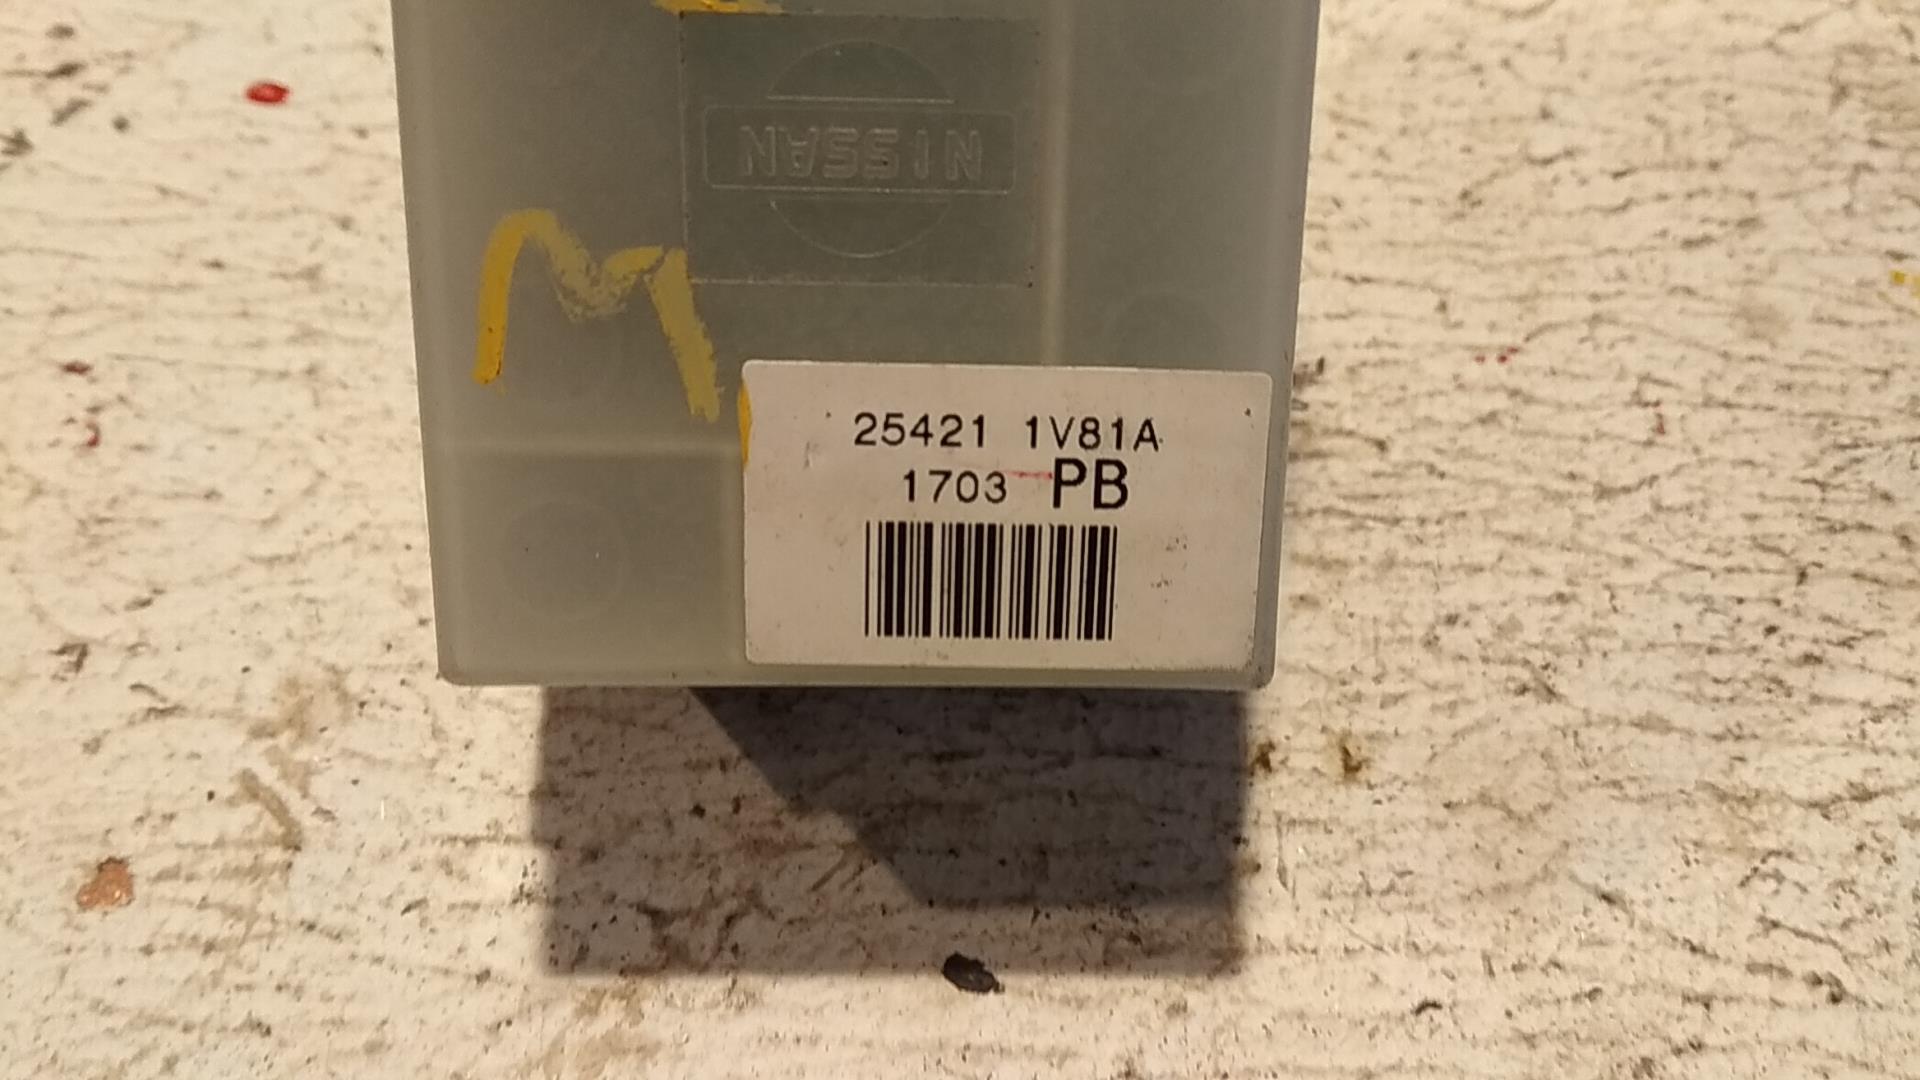 NISSAN
M
25421 1V81A
1703 PB